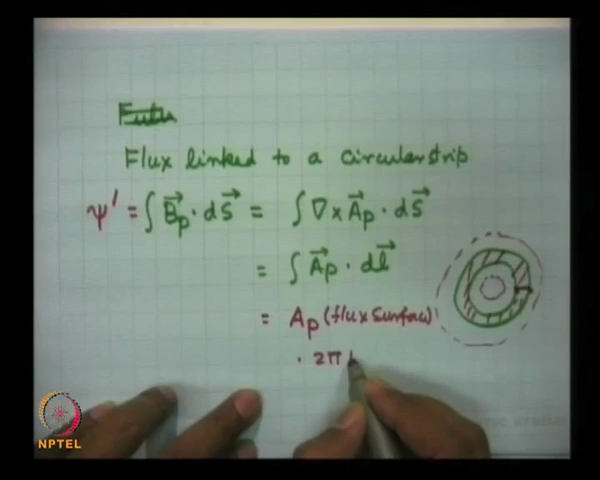 Flux linked to a circular strip
ψ' = ∫ B⃗p · dS⃗ = ∫ ∇ × A⃗p · dS⃗
= ∫ A⃗p · dl⃗
= Ap (flux surface)
· 2π
NPTEL